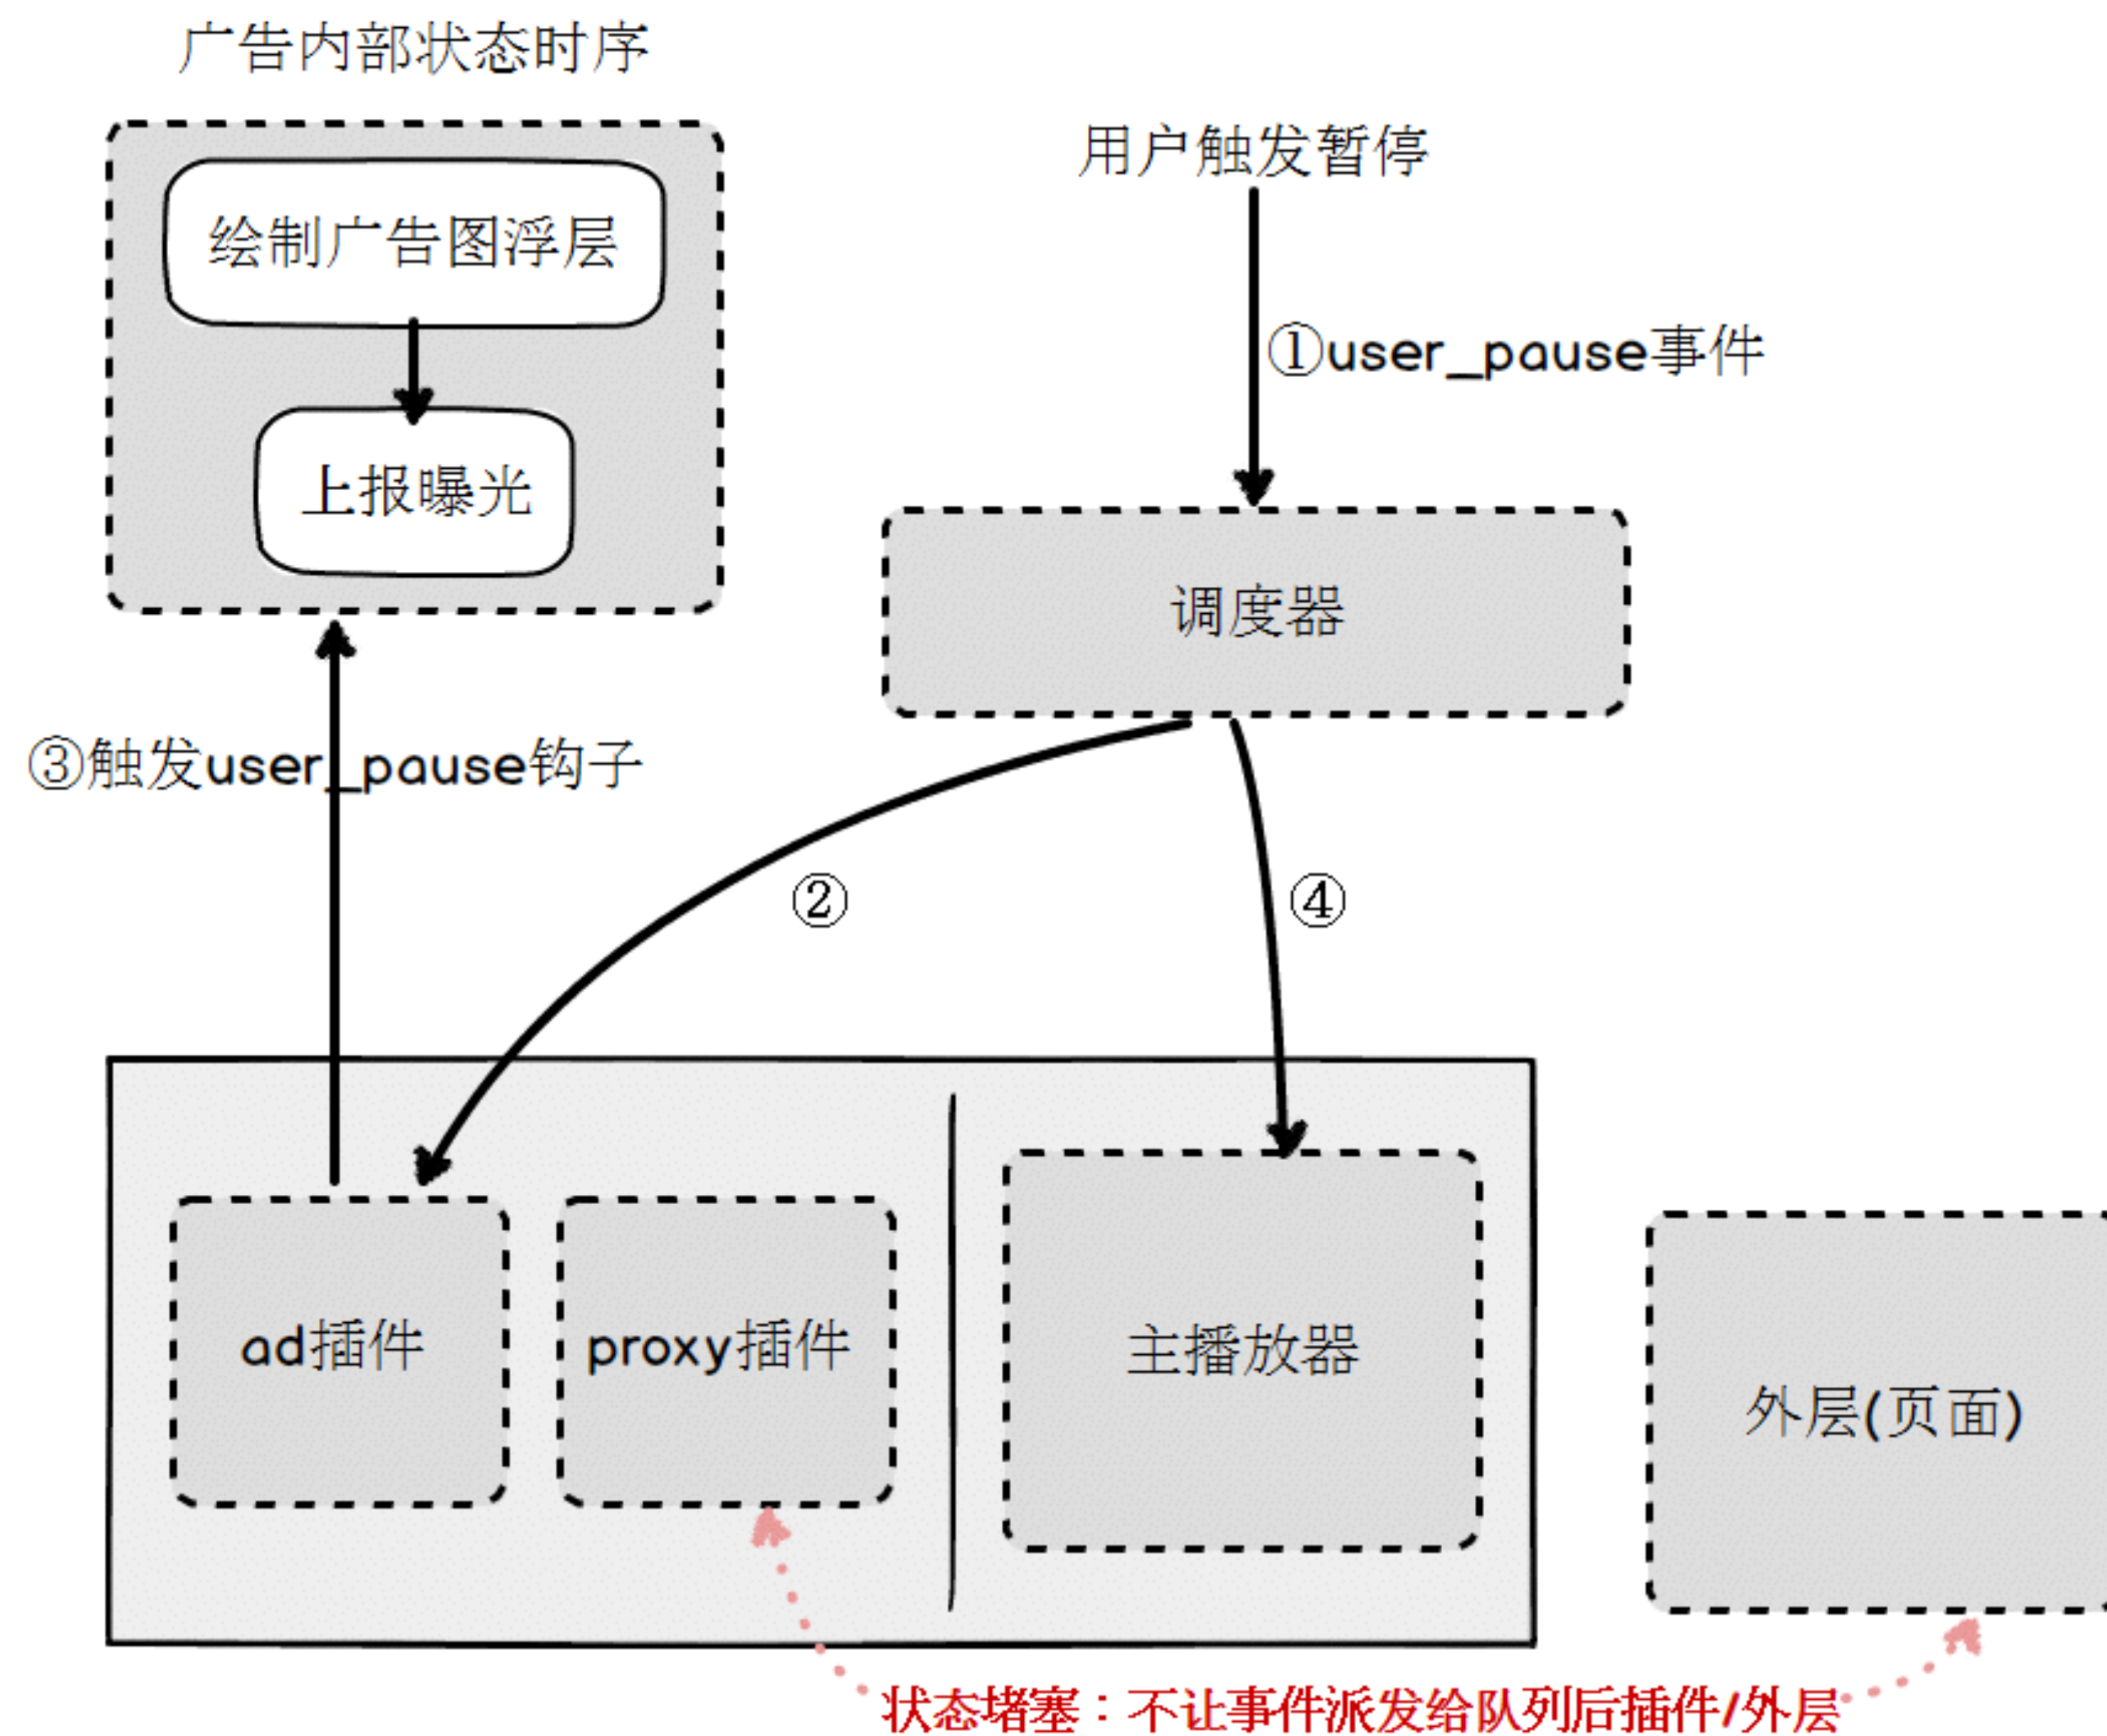 广告内部状态时序
用户触发暂停
绘制广告图浮层
①user_pause事件
上报曝光
调度器
③触发user_pause钩子
②
④
ad插件
proxy插件
主播放器
外层(页面)
状态堵塞：不让事件派发给队列后插件/外层